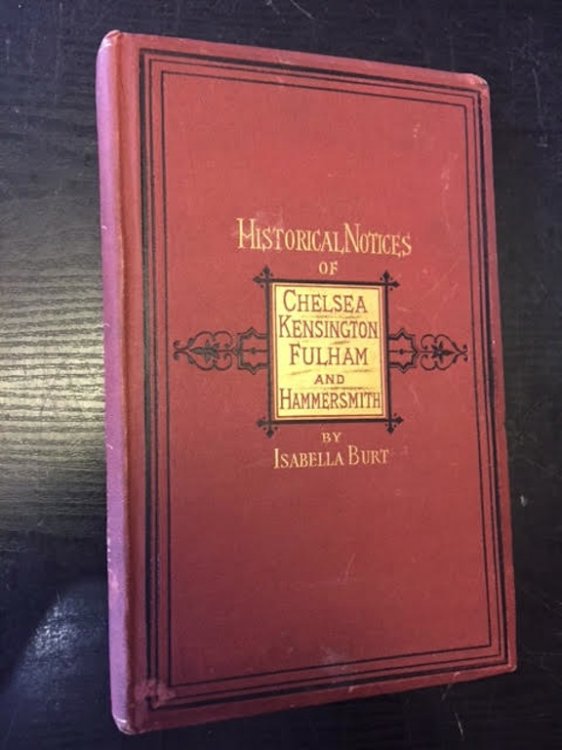 HISTORICAL NOTICES
OF
CHELSEA
KENSINGTON
FULHAM
AND
HAMMERSMITH
BY
ISABELLA BURT